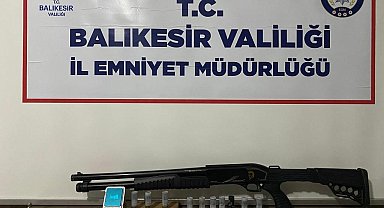 T.C.
BALIKESİR VALİLİĞİ
İL EMNİYET MÜDÜRLÜĞÜ
T.C.
BALIKESİR
VALİLİĞİ